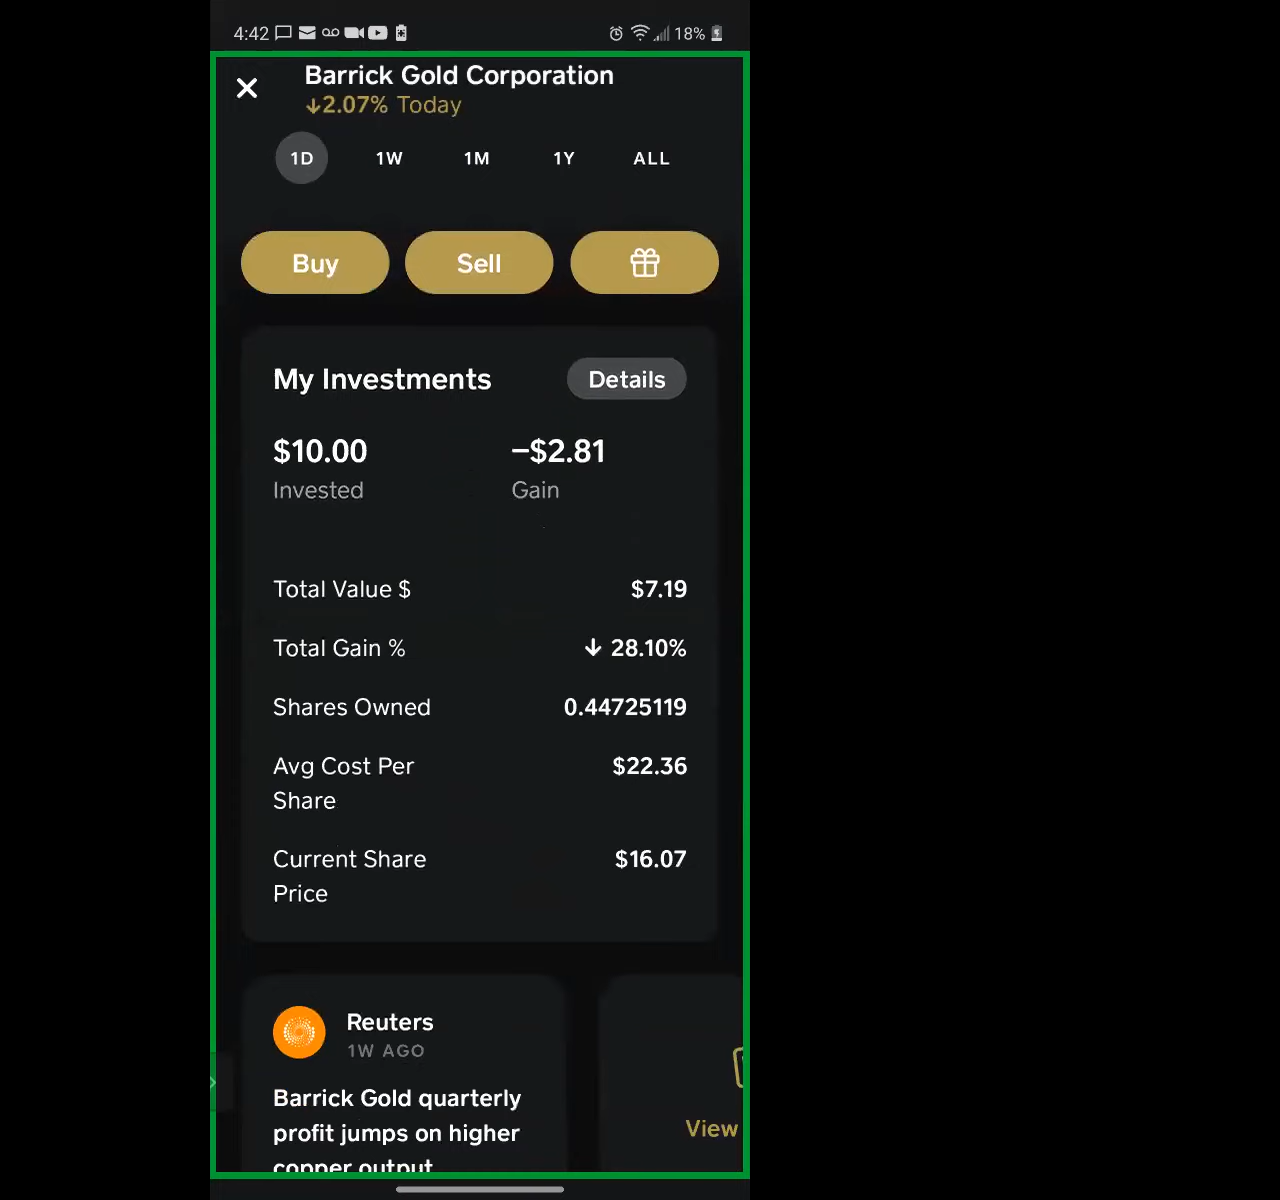 4:42 18%
Barrick Gold Corporation
↓2.07% Today
1D 1W 1M 1Y ALL
Buy Sell
My Investments Details
$10.00 –$2.81
Invested Gain
Total Value $ $7.19
Total Gain % ↓ 28.10%
Shares Owned 0.44725119
Avg Cost Per $22.36
Share
Current Share $16.07
Price
Reuters
1W AGO
Barrick Gold quarterly
profit jumps on higher
View
copper output